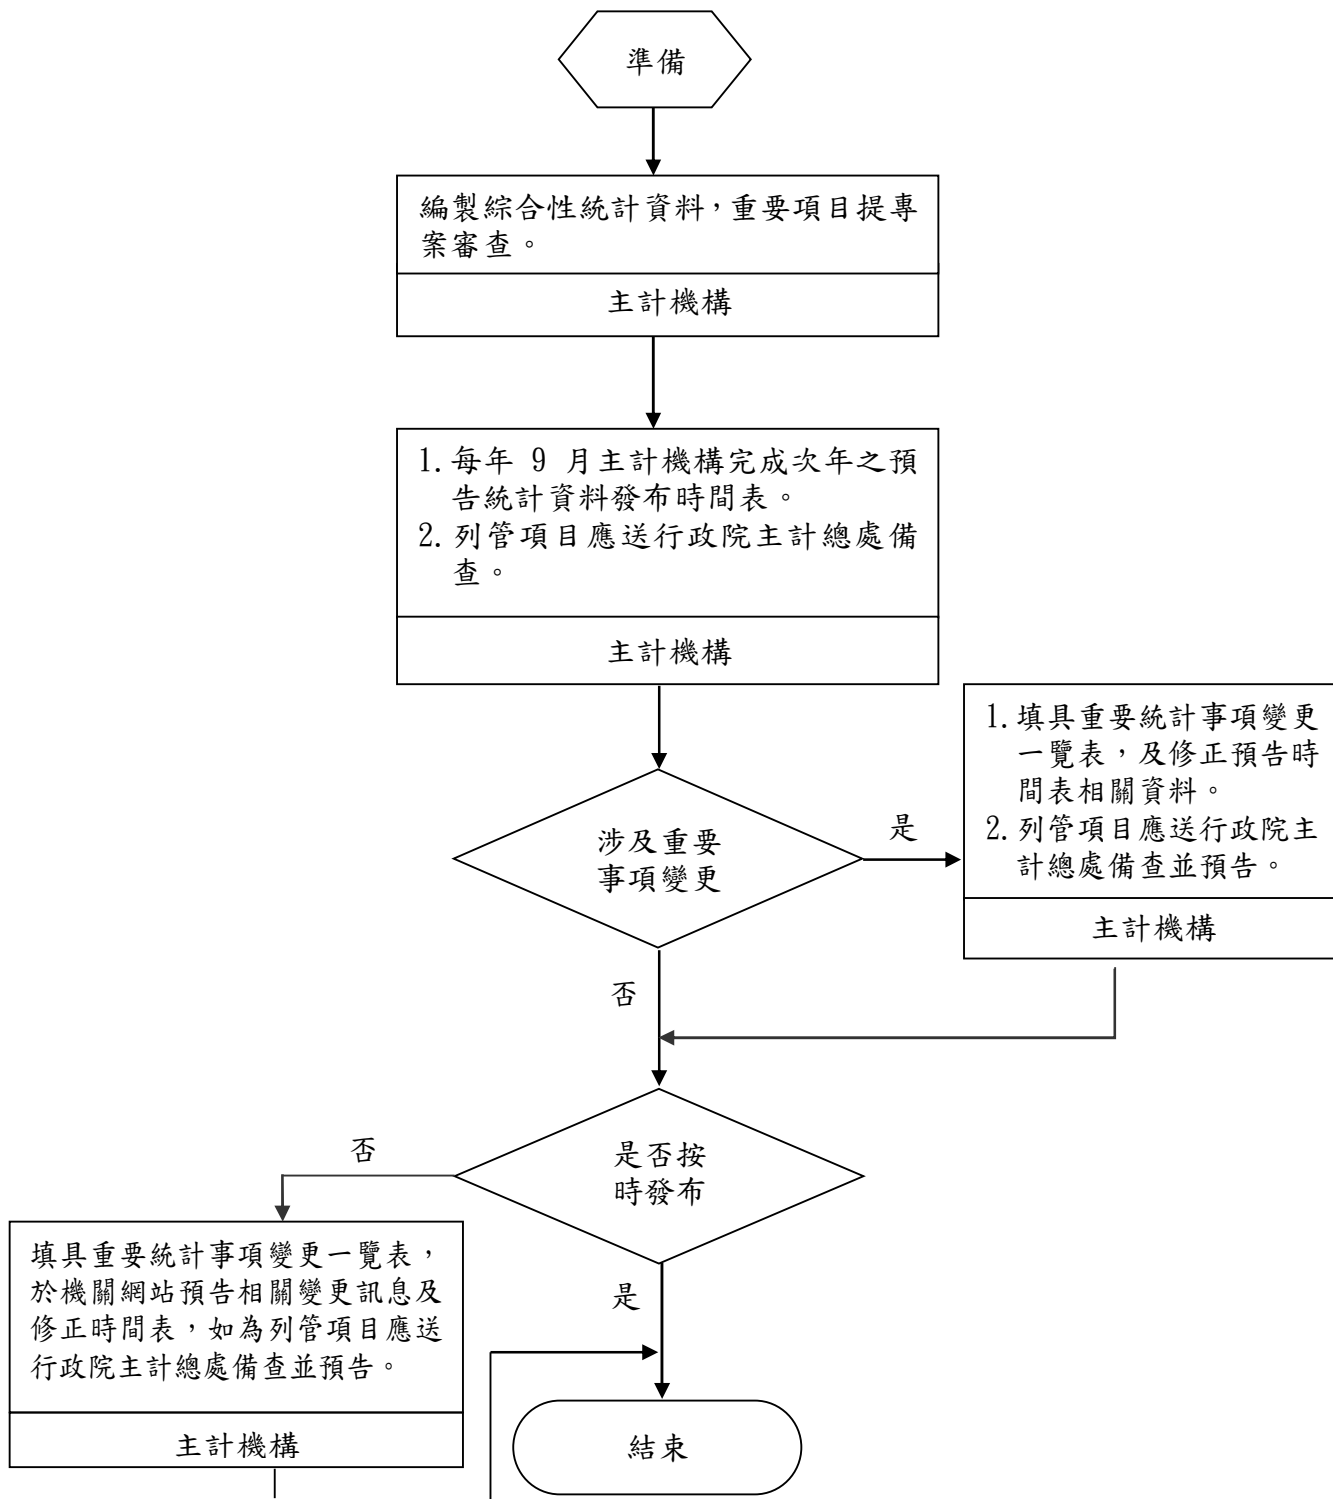 準備
編製綜合性統計資料，重要項目提專
案審查。
主計機構
1. 每年 9 月主計機構完成次年之預
告統計資料發布時間表。
2. 列管項目應送行政院主計總處備
查。
主計機構
涉及重要
事項變更
是
1. 填具重要統計事項變更
一覽表，及修正預告時
間表相關資料。
2. 列管項目應送行政院主
計總處備查並預告。
主計機構
否
是否按
時發布
否
填具重要統計事項變更一覽表，
於機關網站預告相關變更訊息及
修正時間表，如為列管項目應送
行政院主計總處備查並預告。
主計機構
是
結束